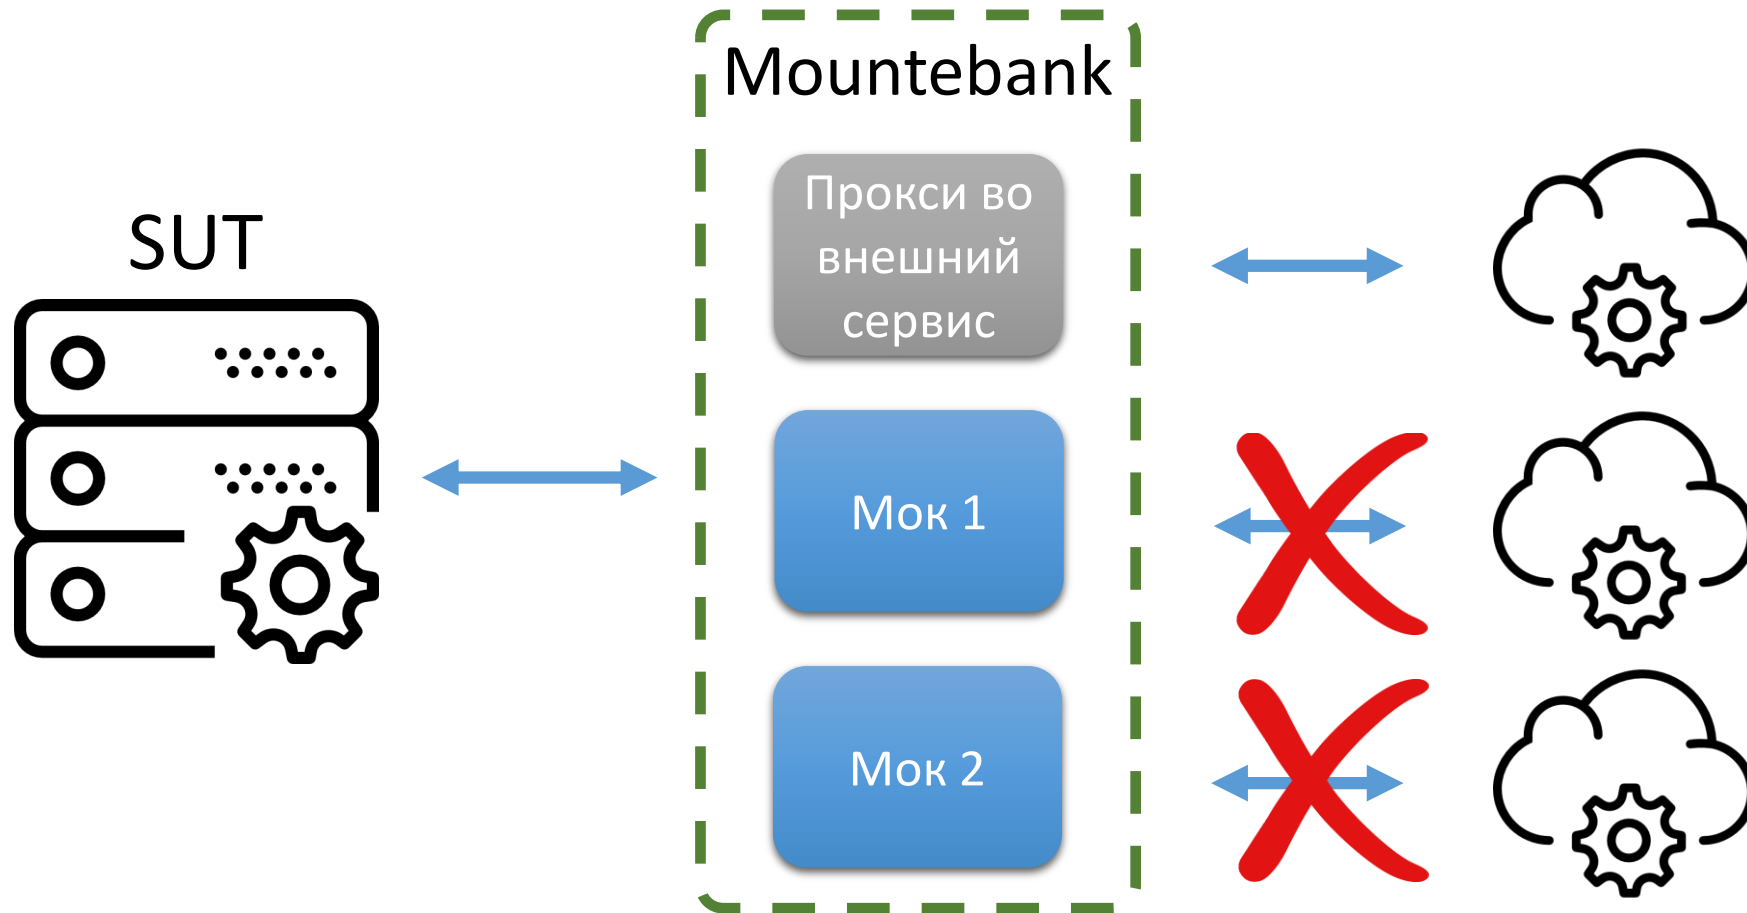 Mountebank
SUT
Прокси во
внешний
сервис
Мок 1
Мок 2